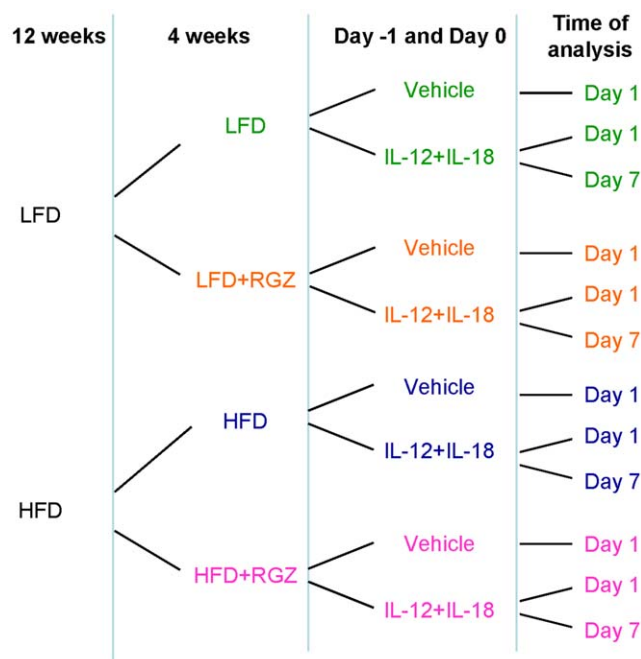 12 weeks
4 weeks
Day -1 and Day 0
Time of
analysis
LFD
LFD
Vehicle
Day 1
IL-12+IL-18
Day 1
Day 7
LFD+RGZ
Vehicle
Day 1
IL-12+IL-18
Day 1
Day 7
HFD
HFD
Vehicle
Day 1
IL-12+IL-18
Day 1
Day 7
HFD+RGZ
Vehicle
Day 1
IL-12+IL-18
Day 1
Day 7